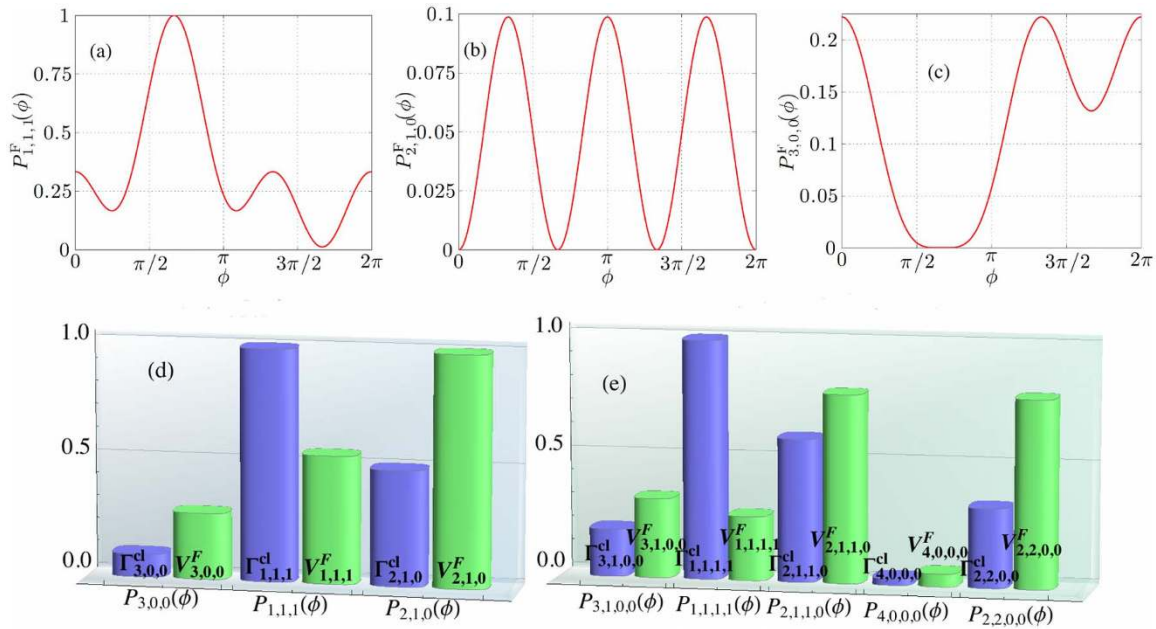 1
0.75
0.5
0.25
0
(a)
P^F_{1,1,1}(ϕ)
0 π/2 π 3π/2 2π
ϕ
0.1
0.075
0.05
0.025
0
(b)
P^F_{2,1,0}(ϕ)
0 π/2 π 3π/2 2π
ϕ
0.2
0.15
0.1
0.05
0
(c)
P^F_{3,0,0}(ϕ)
0 π/2 π 3π/2 2π
ϕ
1.0
0.5
0.0
(d)
Γ^{cl}_{3,0,0} V^F_{3,0,0} Γ^{cl}_{1,1,1} V^F_{1,1,1} Γ^{cl}_{2,1,0} V^F_{2,1,0}
P_{3,0,0}(ϕ) P_{1,1,1}(ϕ) P_{2,1,0}(ϕ)
1.0
0.5
0.0
(e)
Γ^{cl}_{3,1,0,0} V^F_{3,1,0,0} Γ^{cl}_{1,1,1,1} V^F_{1,1,1,1} Γ^{cl}_{2,1,1,0} V^F_{2,1,1,0} Γ^{cl}_{4,0,0,0} V^F_{4,0,0,0} Γ^{cl}_{2,2,0,0} V^F_{2,2,0,0}
P_{3,1,0,0}(ϕ) P_{1,1,1,1}(ϕ) P_{2,1,1,0}(ϕ) P_{4,0,0,0}(ϕ) P_{2,2,0,0}(ϕ)